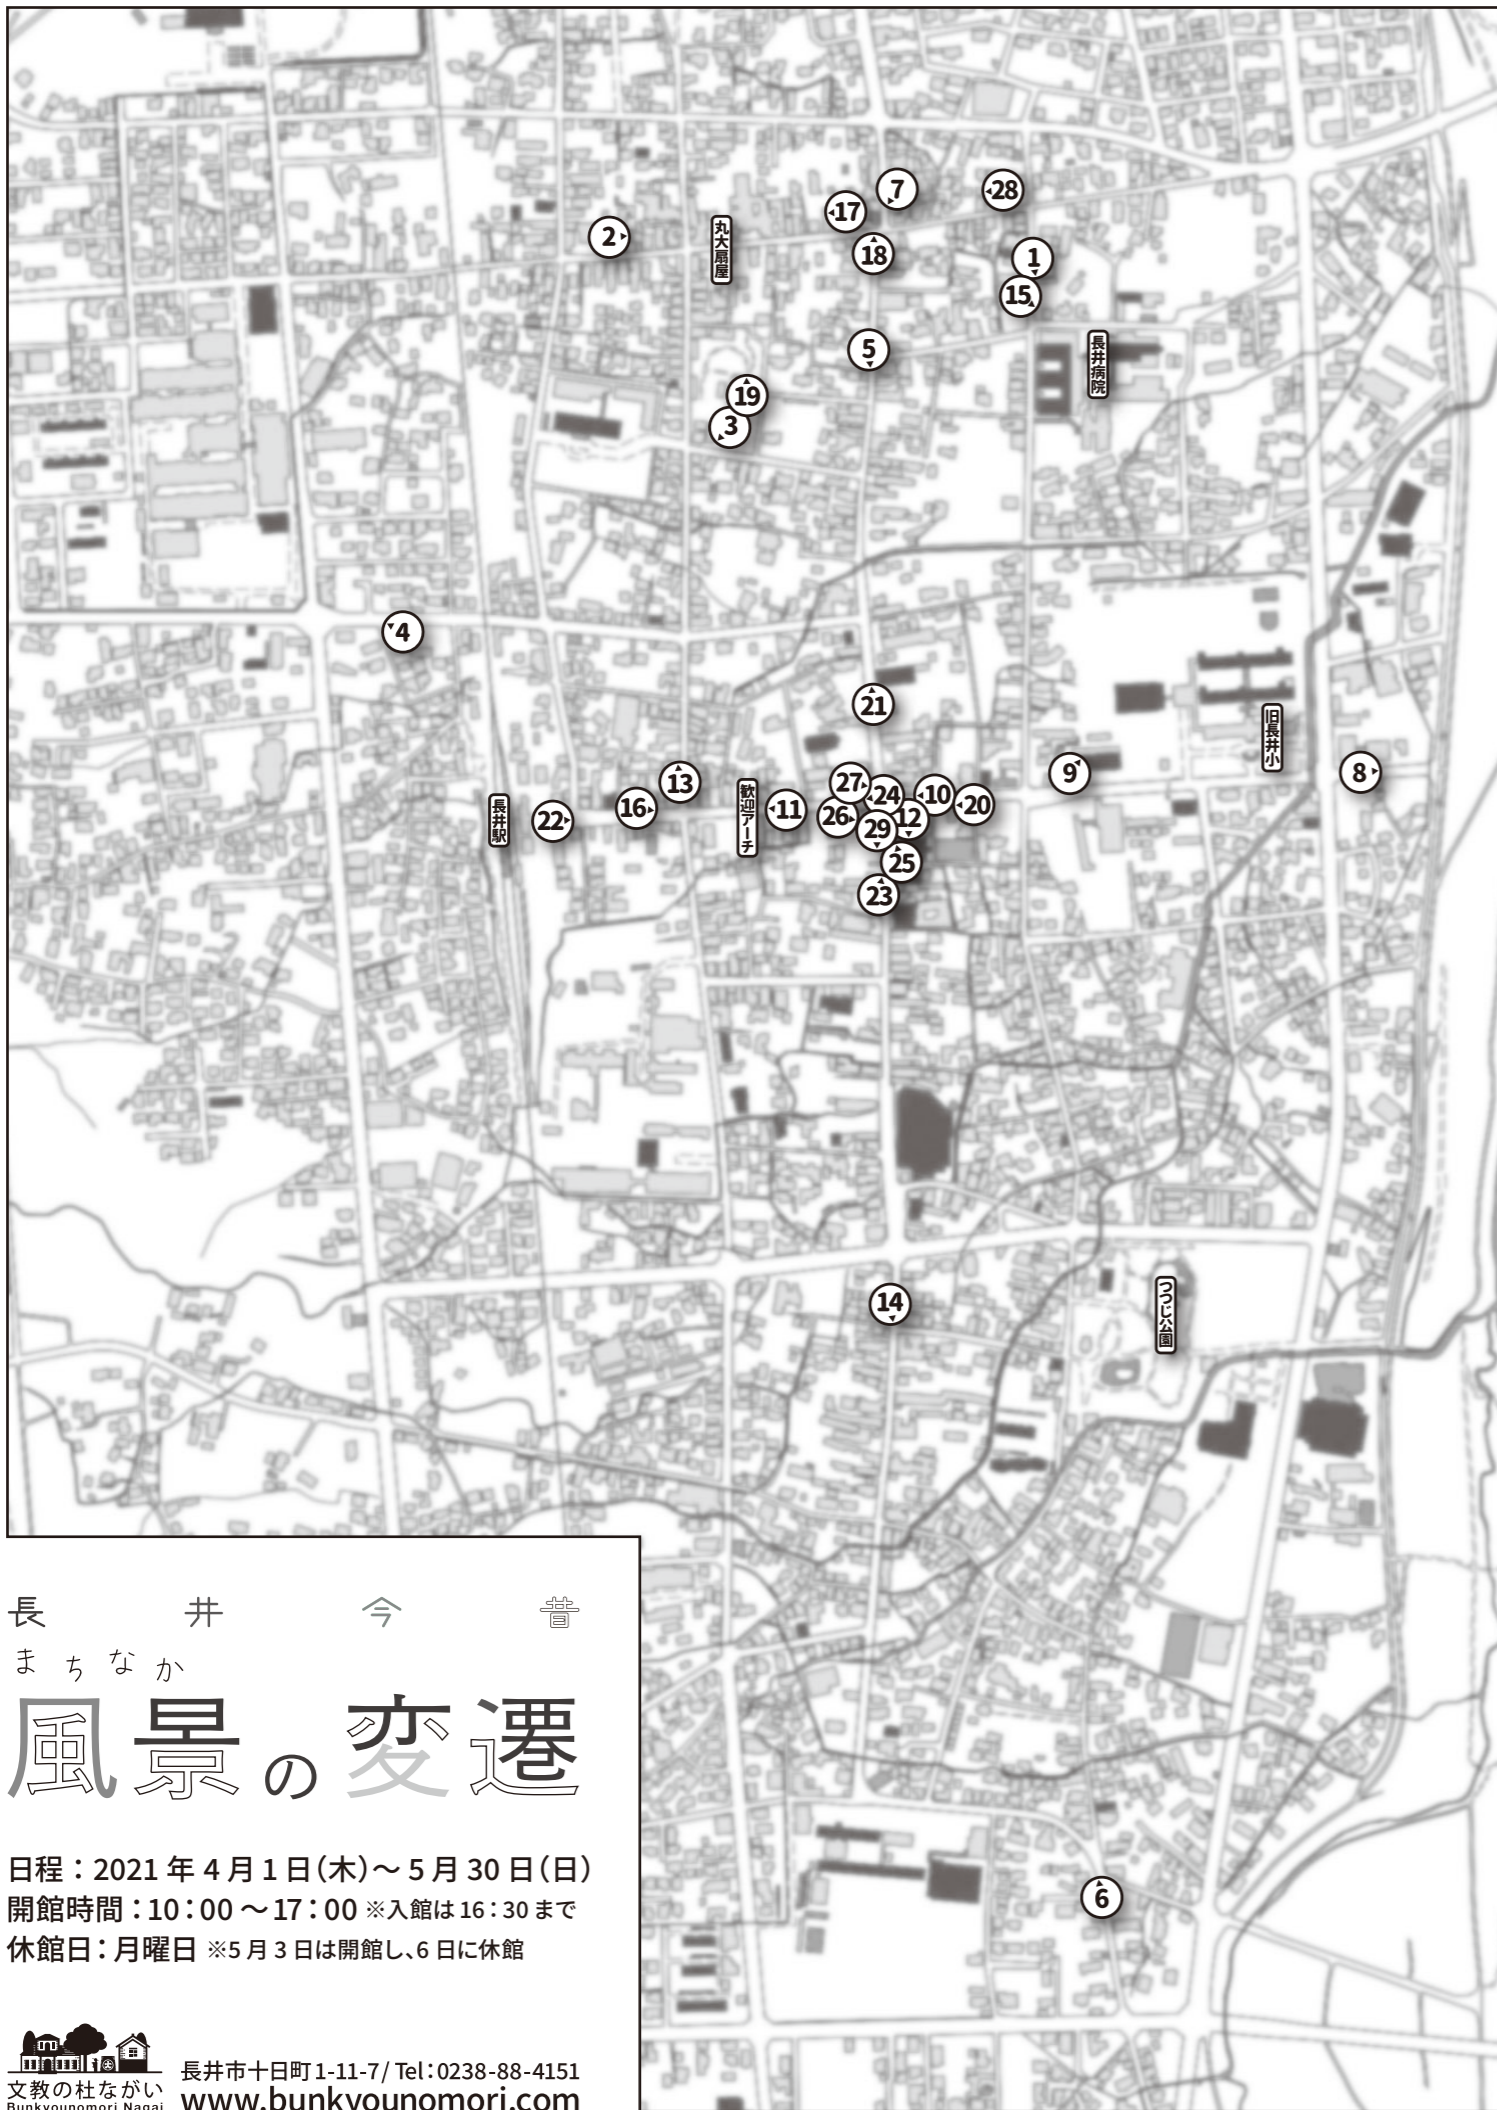 7
28
17
2
丸大扇屋
18
1
15
長井病院
5
19
3
4
21
旧長井小
9
8
13
27
24
10
20
長井駅
22
16
歓迎アーチ
11
26
29
12
25
23
14
つつじ公園
6
長井今昔
まちなか
風景の変遷
日程：2021年4月1日（木）〜5月30日（日）
開館時間：10：00〜17：00 ※入館は16：30まで
休館日：月曜日 ※5月3日は開館し、6日に休館
文教の杜ながい
Bunkyounomori Nagai
長井市十日町1-11-7/ Tel：0238-88-4151
www.bunkyounomori.com